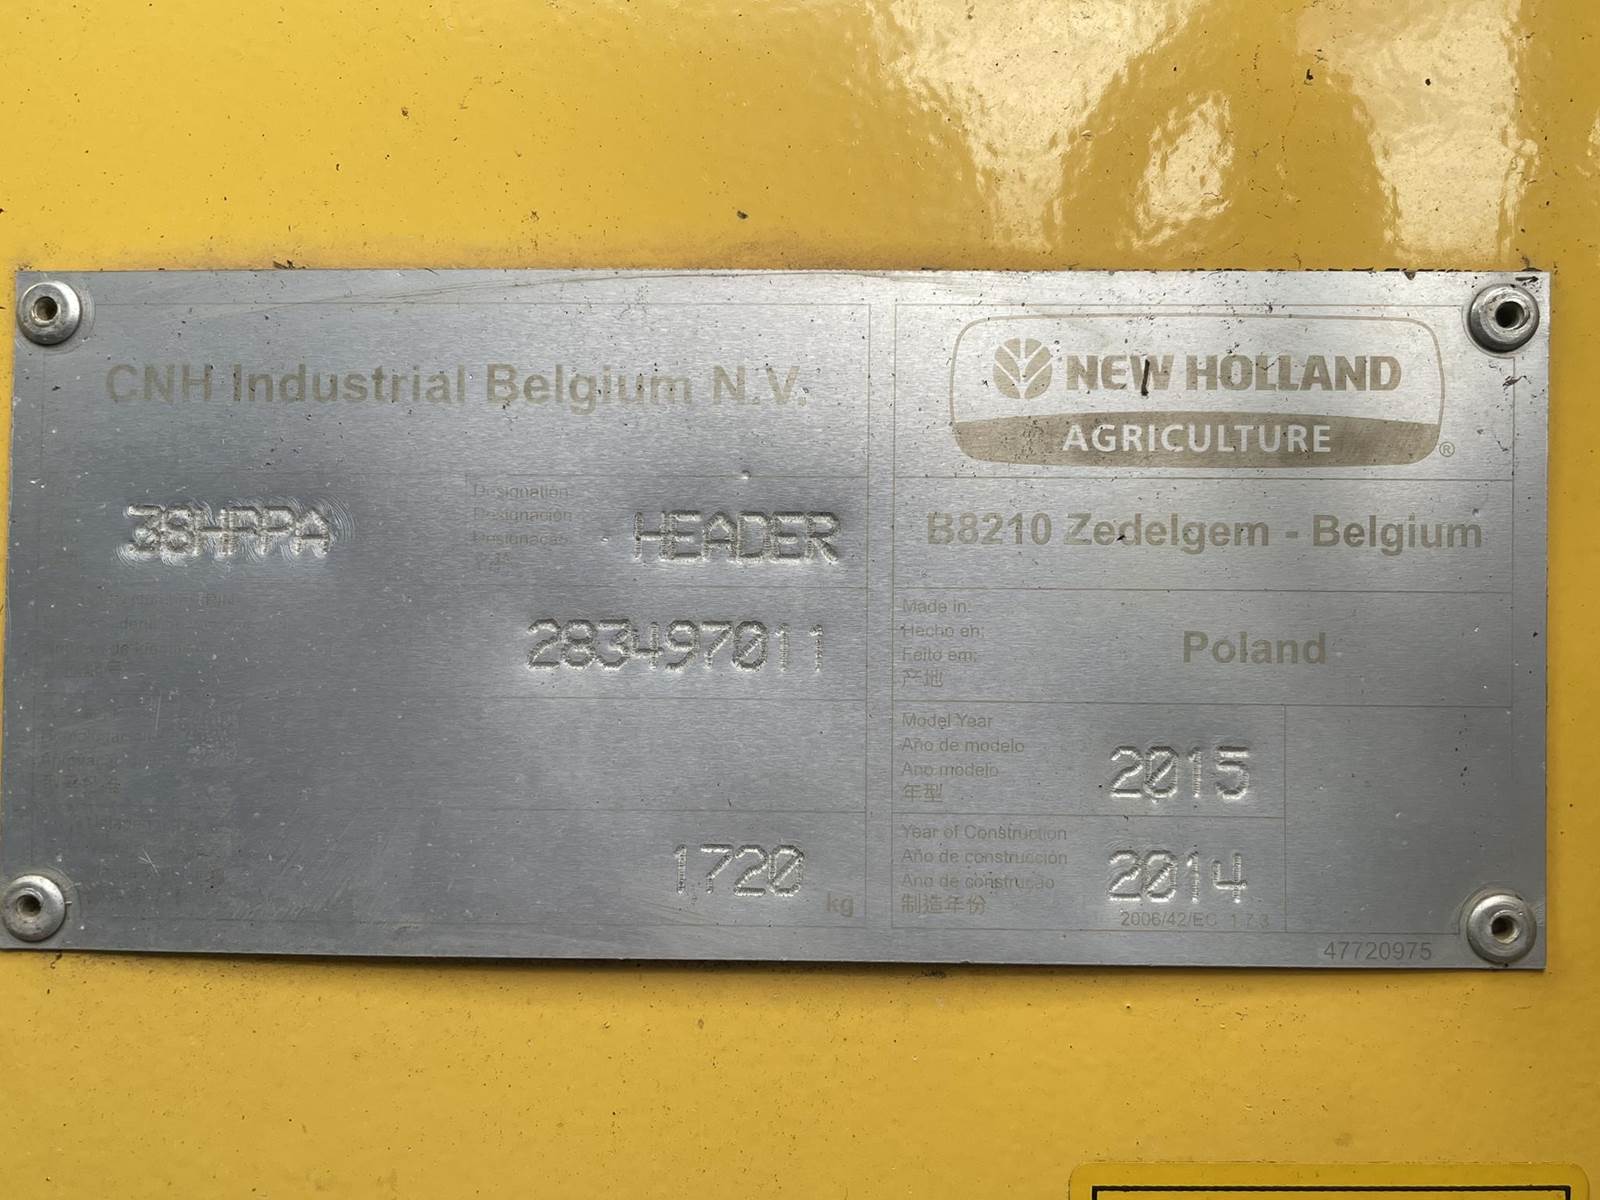 CNH Industrial Belgium N.V.
NEW HOLLAND
AGRICULTURE
®
38HPPA
Designation:
Designación:
Designação:
HEADER
B8210 Zedelgem - Belgium
283497011
Made in:
Hecho en:
Feito em:
产地
Poland
Model Year
Año de modelo
Ano modelo
年型
2015
1720
kg
Year of Construction
Año de construcción
Ano de construção
制造年份
2014
2006/42/EC 1.7.3
47720975